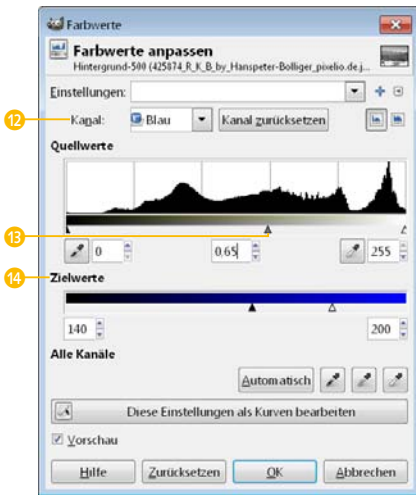 Farbwerte
Farbwerte anpassen
Hintergrund-500 (425874_R_K_B_by_Hanspeter-Bolliger_pixelio.de.j...
Einstellungen:
12 Kanal: Blau Kanal zurücksetzen
Quellwerte
13
0 0,65 255
14 Zielwerte
140 200
Alle Kanäle
Automatisch
Diese Einstellungen als Kurven bearbeiten
Vorschau
Hilfe Zurücksetzen OK Abbrechen